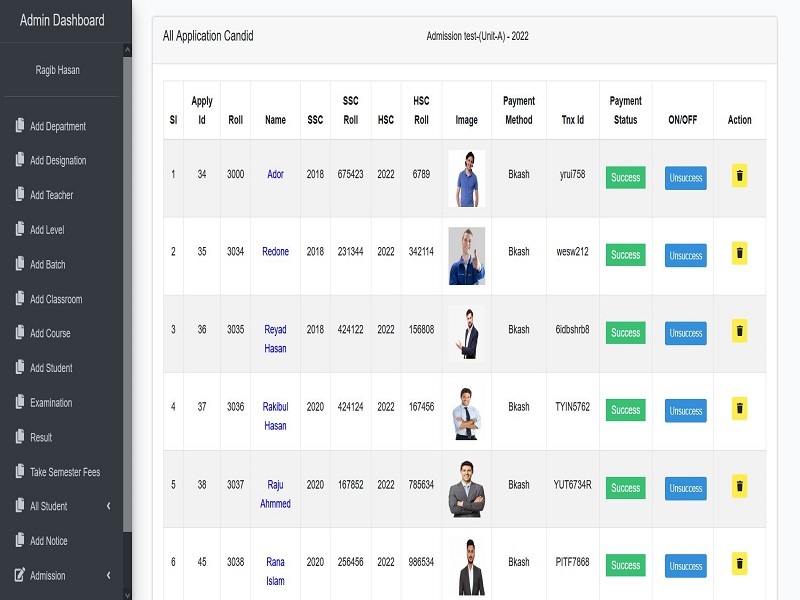 Admin Dashboard
Ragib Hasan
Add Department
Add Designation
Add Teacher
Add Level
Add Batch
Add Classroom
Add Course
Add Student
Examination
Result
Take Semester Fees
All Student
Add Notice
Admission
All Application Candid
Admission test-(Unit-A) - 2022
Sl Apply Id Roll Name SSC SSC Roll HSC HSC Roll Image Payment Method Tnx Id Payment Status ON/OFF Action
1 34 3000 Ador 2018 675423 2022 6789 Bkash yrui758 Success Unsuccess
2 35 3034 Redone 2018 231344 2022 342114 Bkash wesw212 Success Unsuccess
3 36 3035 Reyad Hasan 2018 424122 2022 156808 Bkash 6idbshrb8 Success Unsuccess
4 37 3036 Rakibul Hasan 2020 424124 2022 167456 Bkash TYIN5762 Success Unsuccess
5 38 3037 Raju Ahmmed 2020 167852 2022 785634 Bkash YUT6734R Success Unsuccess
6 45 3038 Rana Islam 2020 256456 2022 986534 Bkash PITF7868 Success Unsuccess